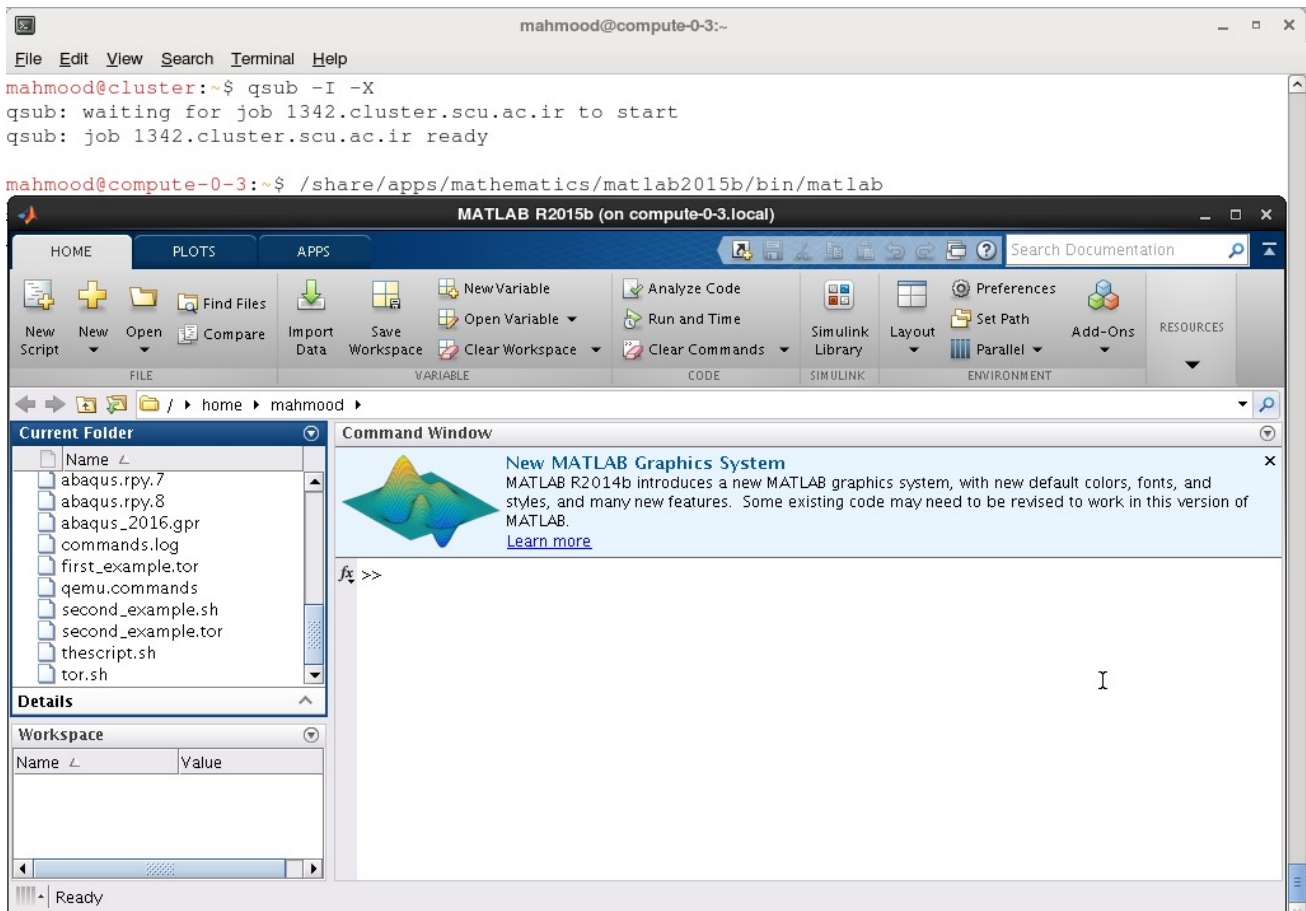 mahmood@compute-0-3:~
File Edit View Search Terminal Help
mahmood@cluster:~$ qsub -I -X
qsub: waiting for job 1342.cluster.scu.ac.ir to start
qsub: job 1342.cluster.scu.ac.ir ready
mahmood@compute-0-3:~$ /share/apps/mathematics/matlab2015b/bin/matlab
MATLAB R2015b (on compute-0-3.local)
HOME PLOTS APPS Search Documentation
New Script
New
Open
Find Files
Compare
FILE
Import Data
Save Workspace
New Variable
Open Variable
Clear Workspace
VARIABLE
Analyze Code
Run and Time
Clear Commands
CODE
Simulink Library
SIMULINK
Layout
Preferences
Set Path
Parallel
Add-Ons
ENVIRONMENT
RESOURCES
/ home mahmood
Current Folder
Name
abaqus.rpy.7
abaqus.rpy.8
abaqus_2016.gpr
commands.log
first_example.tor
qemu.commands
second_example.sh
second_example.tor
thescript.sh
tor.sh
Details
Workspace
Name Value
Command Window
New MATLAB Graphics System
MATLAB R2014b introduces a new MATLAB graphics system, with new default colors, fonts, and
styles, and many new features. Some existing code may need to be revised to work in this version of
MATLAB.
Learn more
fx >>
Ready